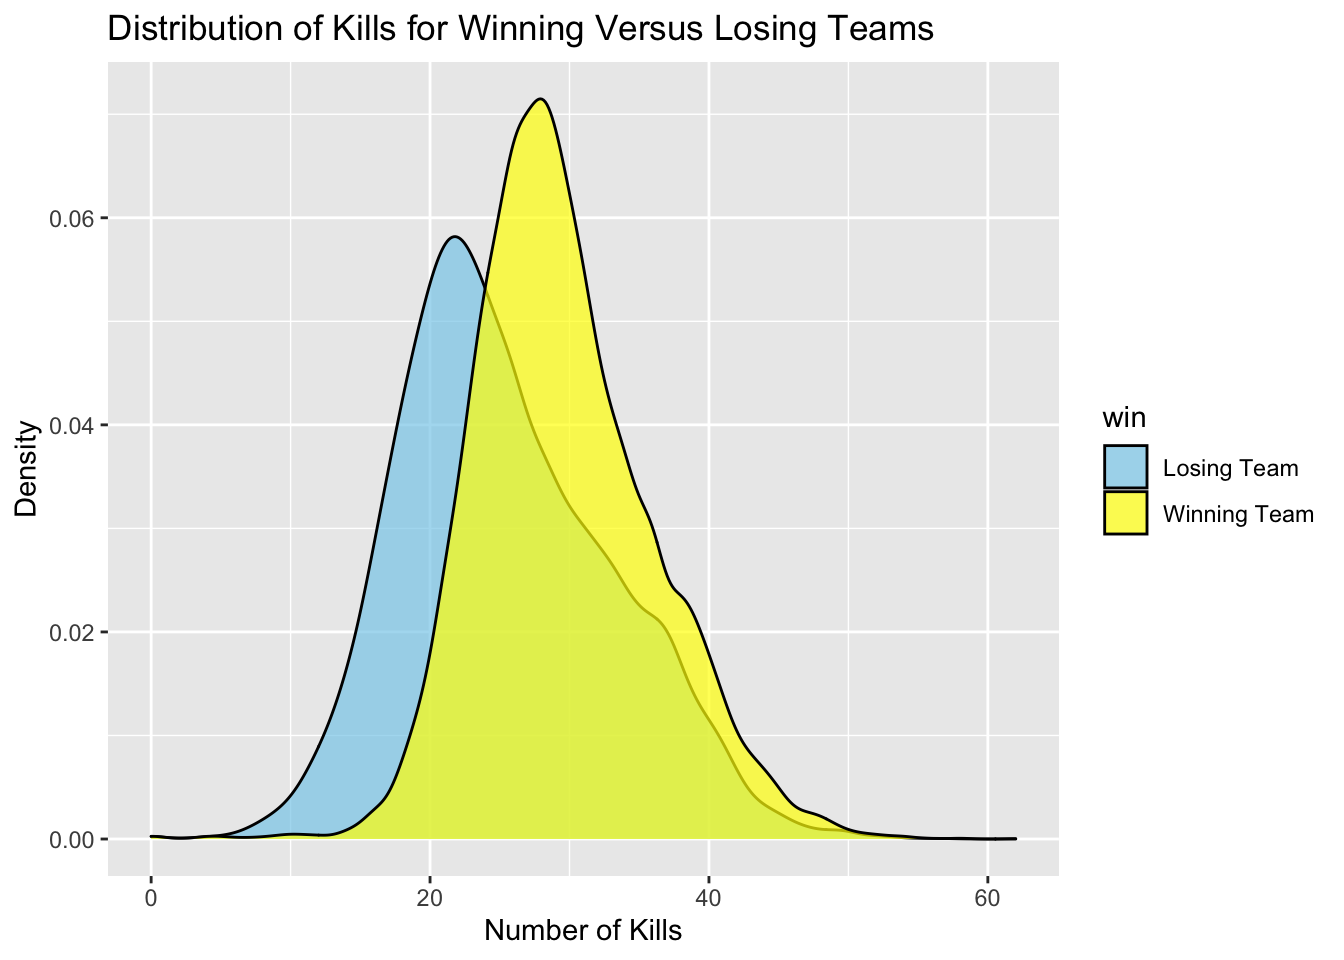 Distribution of Kills for Winning Versus Losing Teams
Density
0.06
0.04
0.02
0.00
0
20
40
60
Number of Kills
win
Losing Team
Winning Team